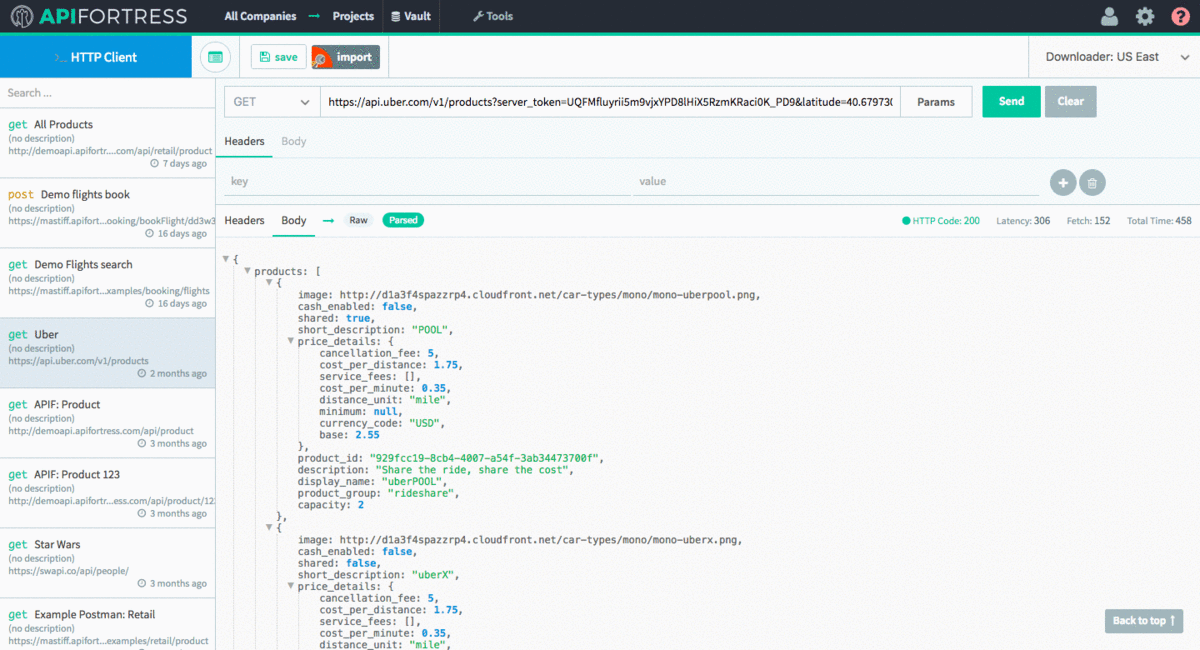 APIFORTRESS
All Companies → Projects
Vault
Tools
HTTP Client
save
import
Downloader: US East
Search ...
get All Products
(no description)
http://demoapi.apifortr....com/api/retail/product
7 days ago
post Demo flights book
(no description)
https://mastiff.apifort...ooking/bookFlight/dd3w3
16 days ago
get Demo Flights search
(no description)
https://mastiff.apifort...xamples/booking/flights
16 days ago
get Uber
(no description)
https://api.uber.com/v1/products
2 months ago
get APIF: Product
(no description)
http://demoapi.apifortress.com/api/product
3 months ago
get APIF: Product 123
(no description)
http://demoapi.apifortr...ess.com/api/product/12
3 months ago
get Star Wars
(no description)
https://swapi.co/api/people/
3 months ago
get Example Postman: Retail
(no description)
https://mastiff.apifort...examples/retail/product
GET
https://api.uber.com/v1/products?server_token=UQFMfluyrii5m9vjxYPD8lHiX5RzmKRaci0K_PD9&latitude=40.679730
Params
Send
Clear
Headers
Body
key
value
Headers
Body
→
Raw
Parsed
HTTP Code: 200
Latency: 306
Fetch: 152
Total Time: 458
{
products: [
{
image: http://d1a3f4spazzrp4.cloudfront.net/car-types/mono/mono-uberpool.png,
cash_enabled: false,
shared: true,
short_description: "POOL",
price_details: {
cancellation_fee: 5,
cost_per_distance: 1.75,
service_fees: [],
cost_per_minute: 0.35,
distance_unit: "mile",
minimum: null,
currency_code: "USD",
base: 2.55
},
product_id: "929fcc19-8cb4-4007-a54f-3ab34473700f",
description: "Share the ride, share the cost",
display_name: "uberPOOL",
product_group: "rideshare",
capacity: 2
},
{
image: http://d1a3f4spazzrp4.cloudfront.net/car-types/mono/mono-uberx.png,
cash_enabled: false,
shared: false,
short_description: "uberX",
price_details: {
cancellation_fee: 5,
cost_per_distance: 1.75,
service_fees: [],
cost_per_minute: 0.35,
distance_unit: "mile",
Back to top ↑